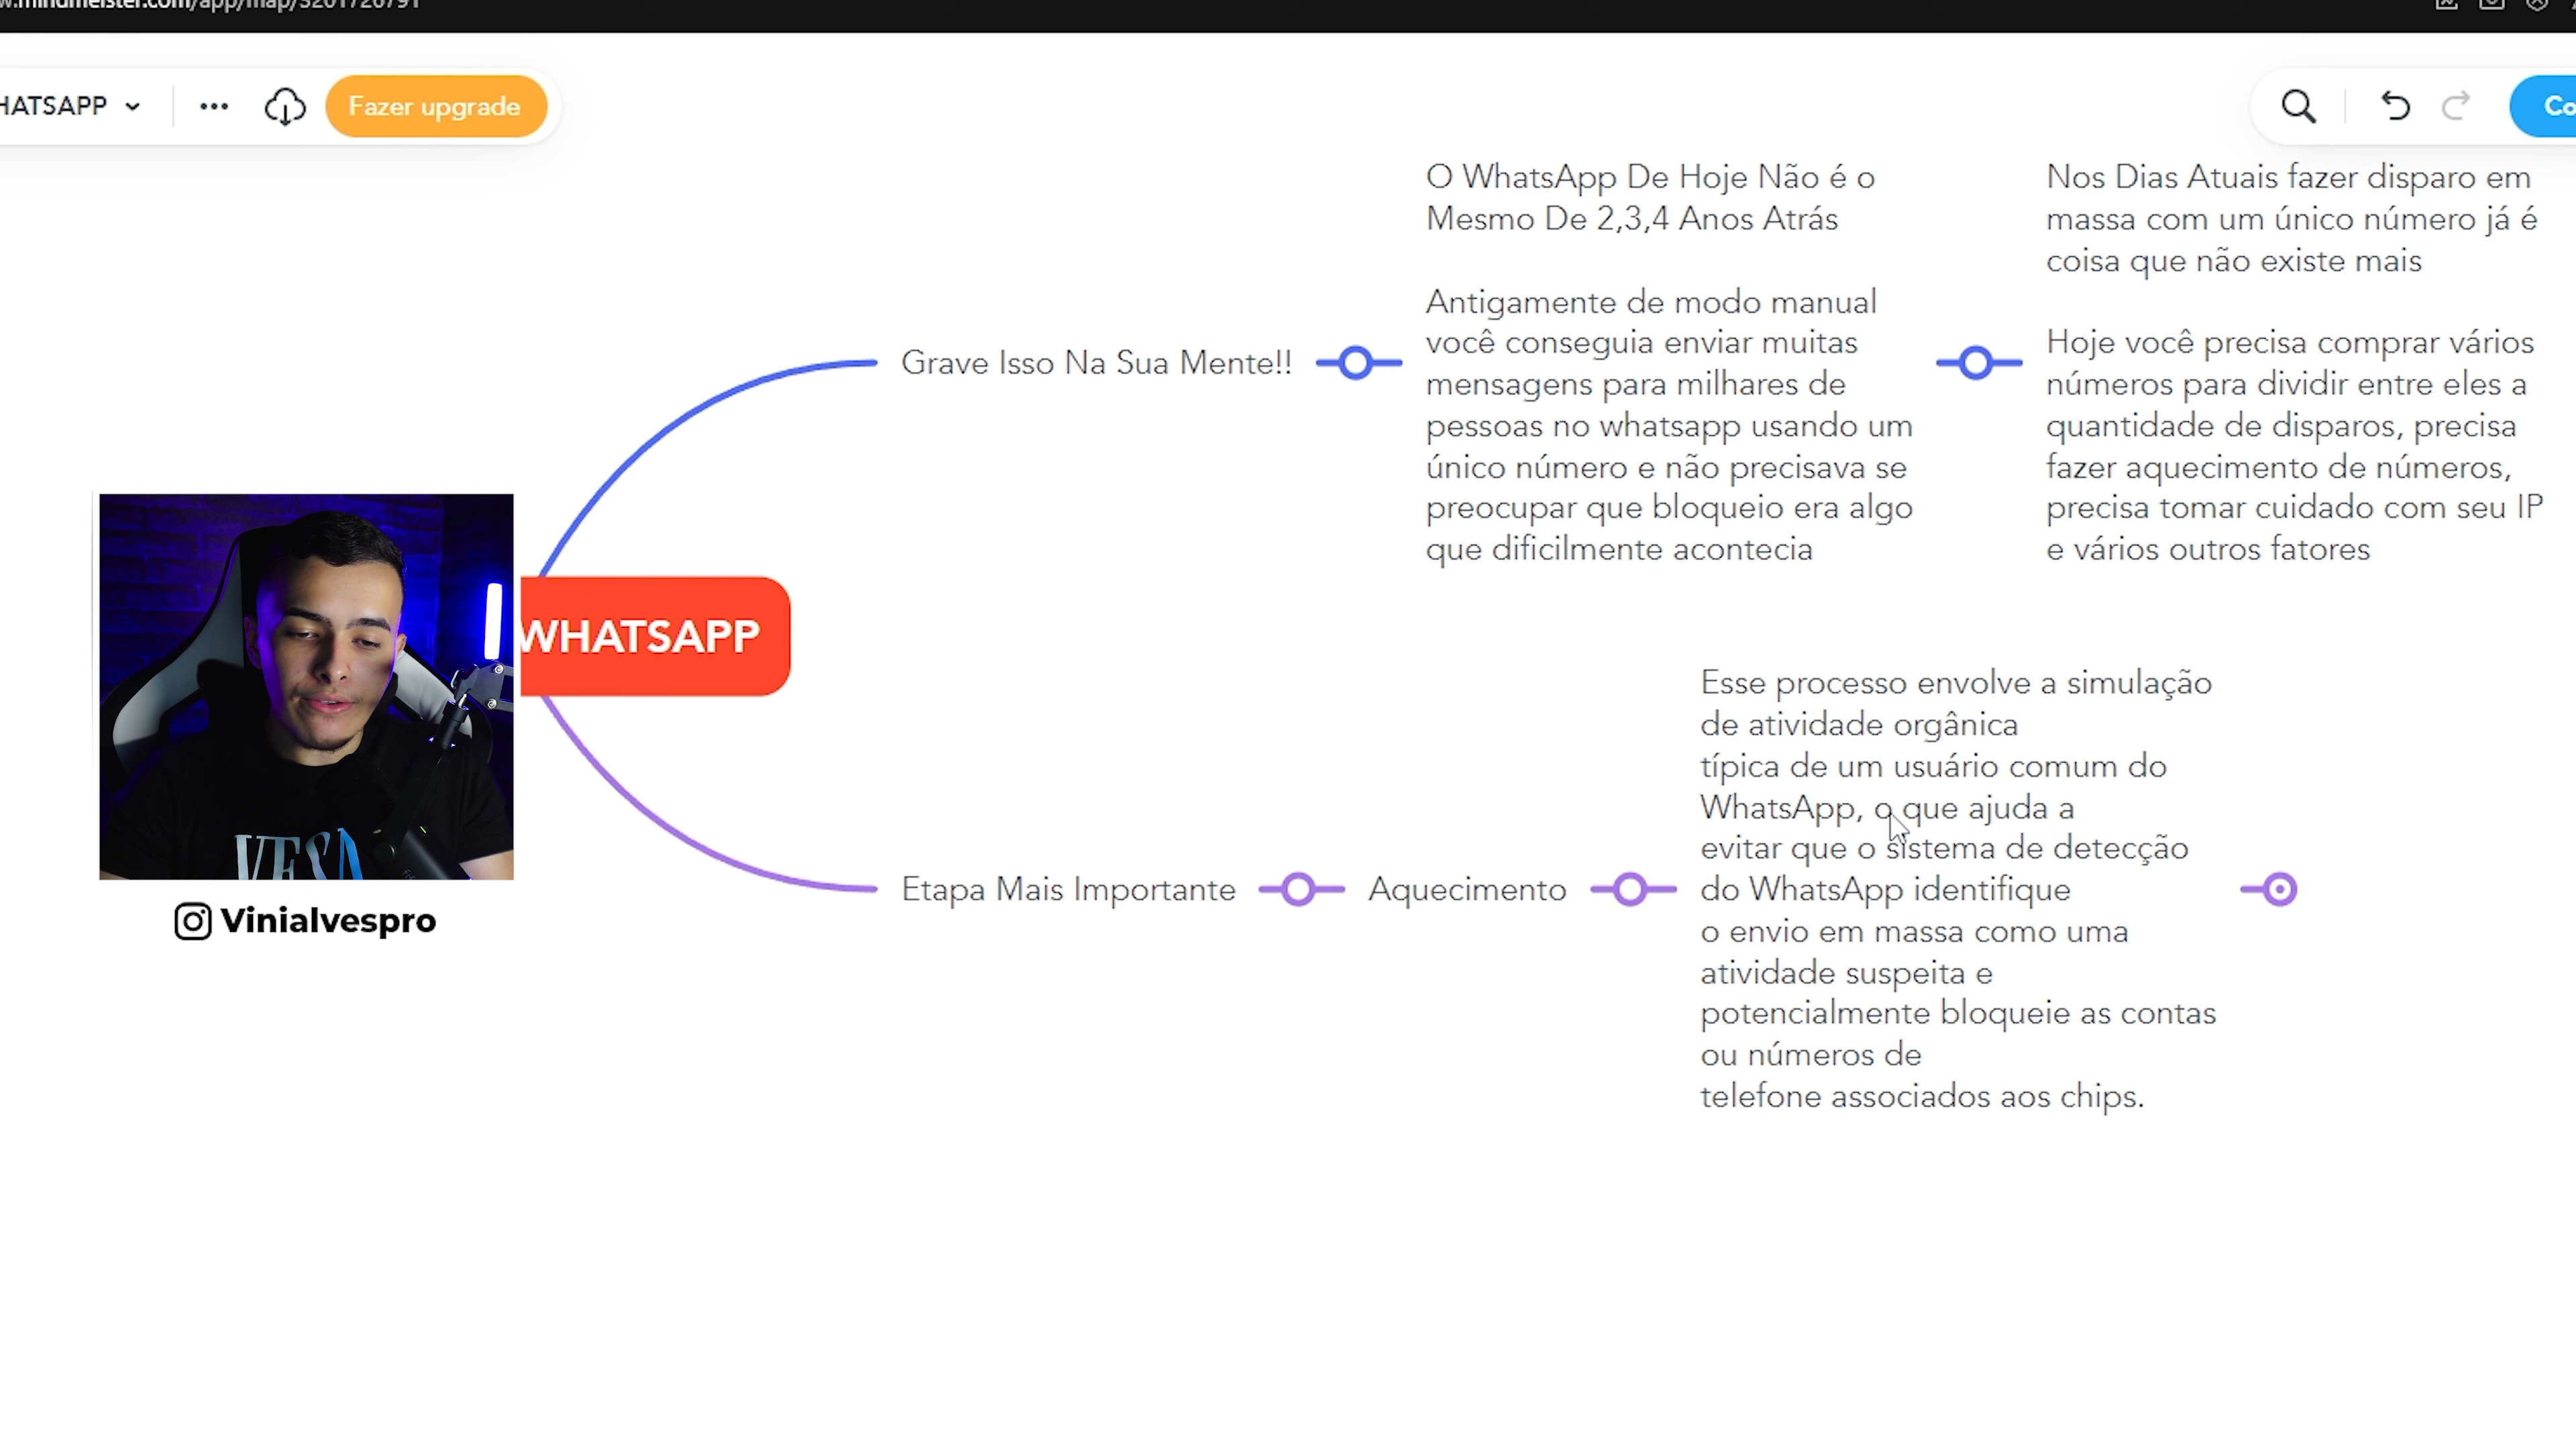 w.mindmeister.com/app/map/3201726791
HATSAPP
Fazer upgrade
Co
O WhatsApp De Hoje Não é o
Mesmo De 2,3,4 Anos Atrás
Antigamente de modo manual
você conseguia enviar muitas
mensagens para milhares de
pessoas no whatsapp usando um
único número e não precisava se
preocupar que bloqueio era algo
que dificilmente acontecia
Nos Dias Atuais fazer disparo em
massa com um único número já é
coisa que não existe mais
Hoje você precisa comprar vários
números para dividir entre eles a
quantidade de disparos, precisa
fazer aquecimento de números,
precisa tomar cuidado com seu IP
e vários outros fatores
Grave Isso Na Sua Mente!!
WHATSAPP
VESA
Vinialvespro
Etapa Mais Importante
Aquecimento
Esse processo envolve a simulação
de atividade orgânica
típica de um usuário comum do
WhatsApp, o que ajuda a
evitar que o sistema de detecção
do WhatsApp identifique
o envio em massa como uma
atividade suspeita e
potencialmente bloqueie as contas
ou números de
telefone associados aos chips.